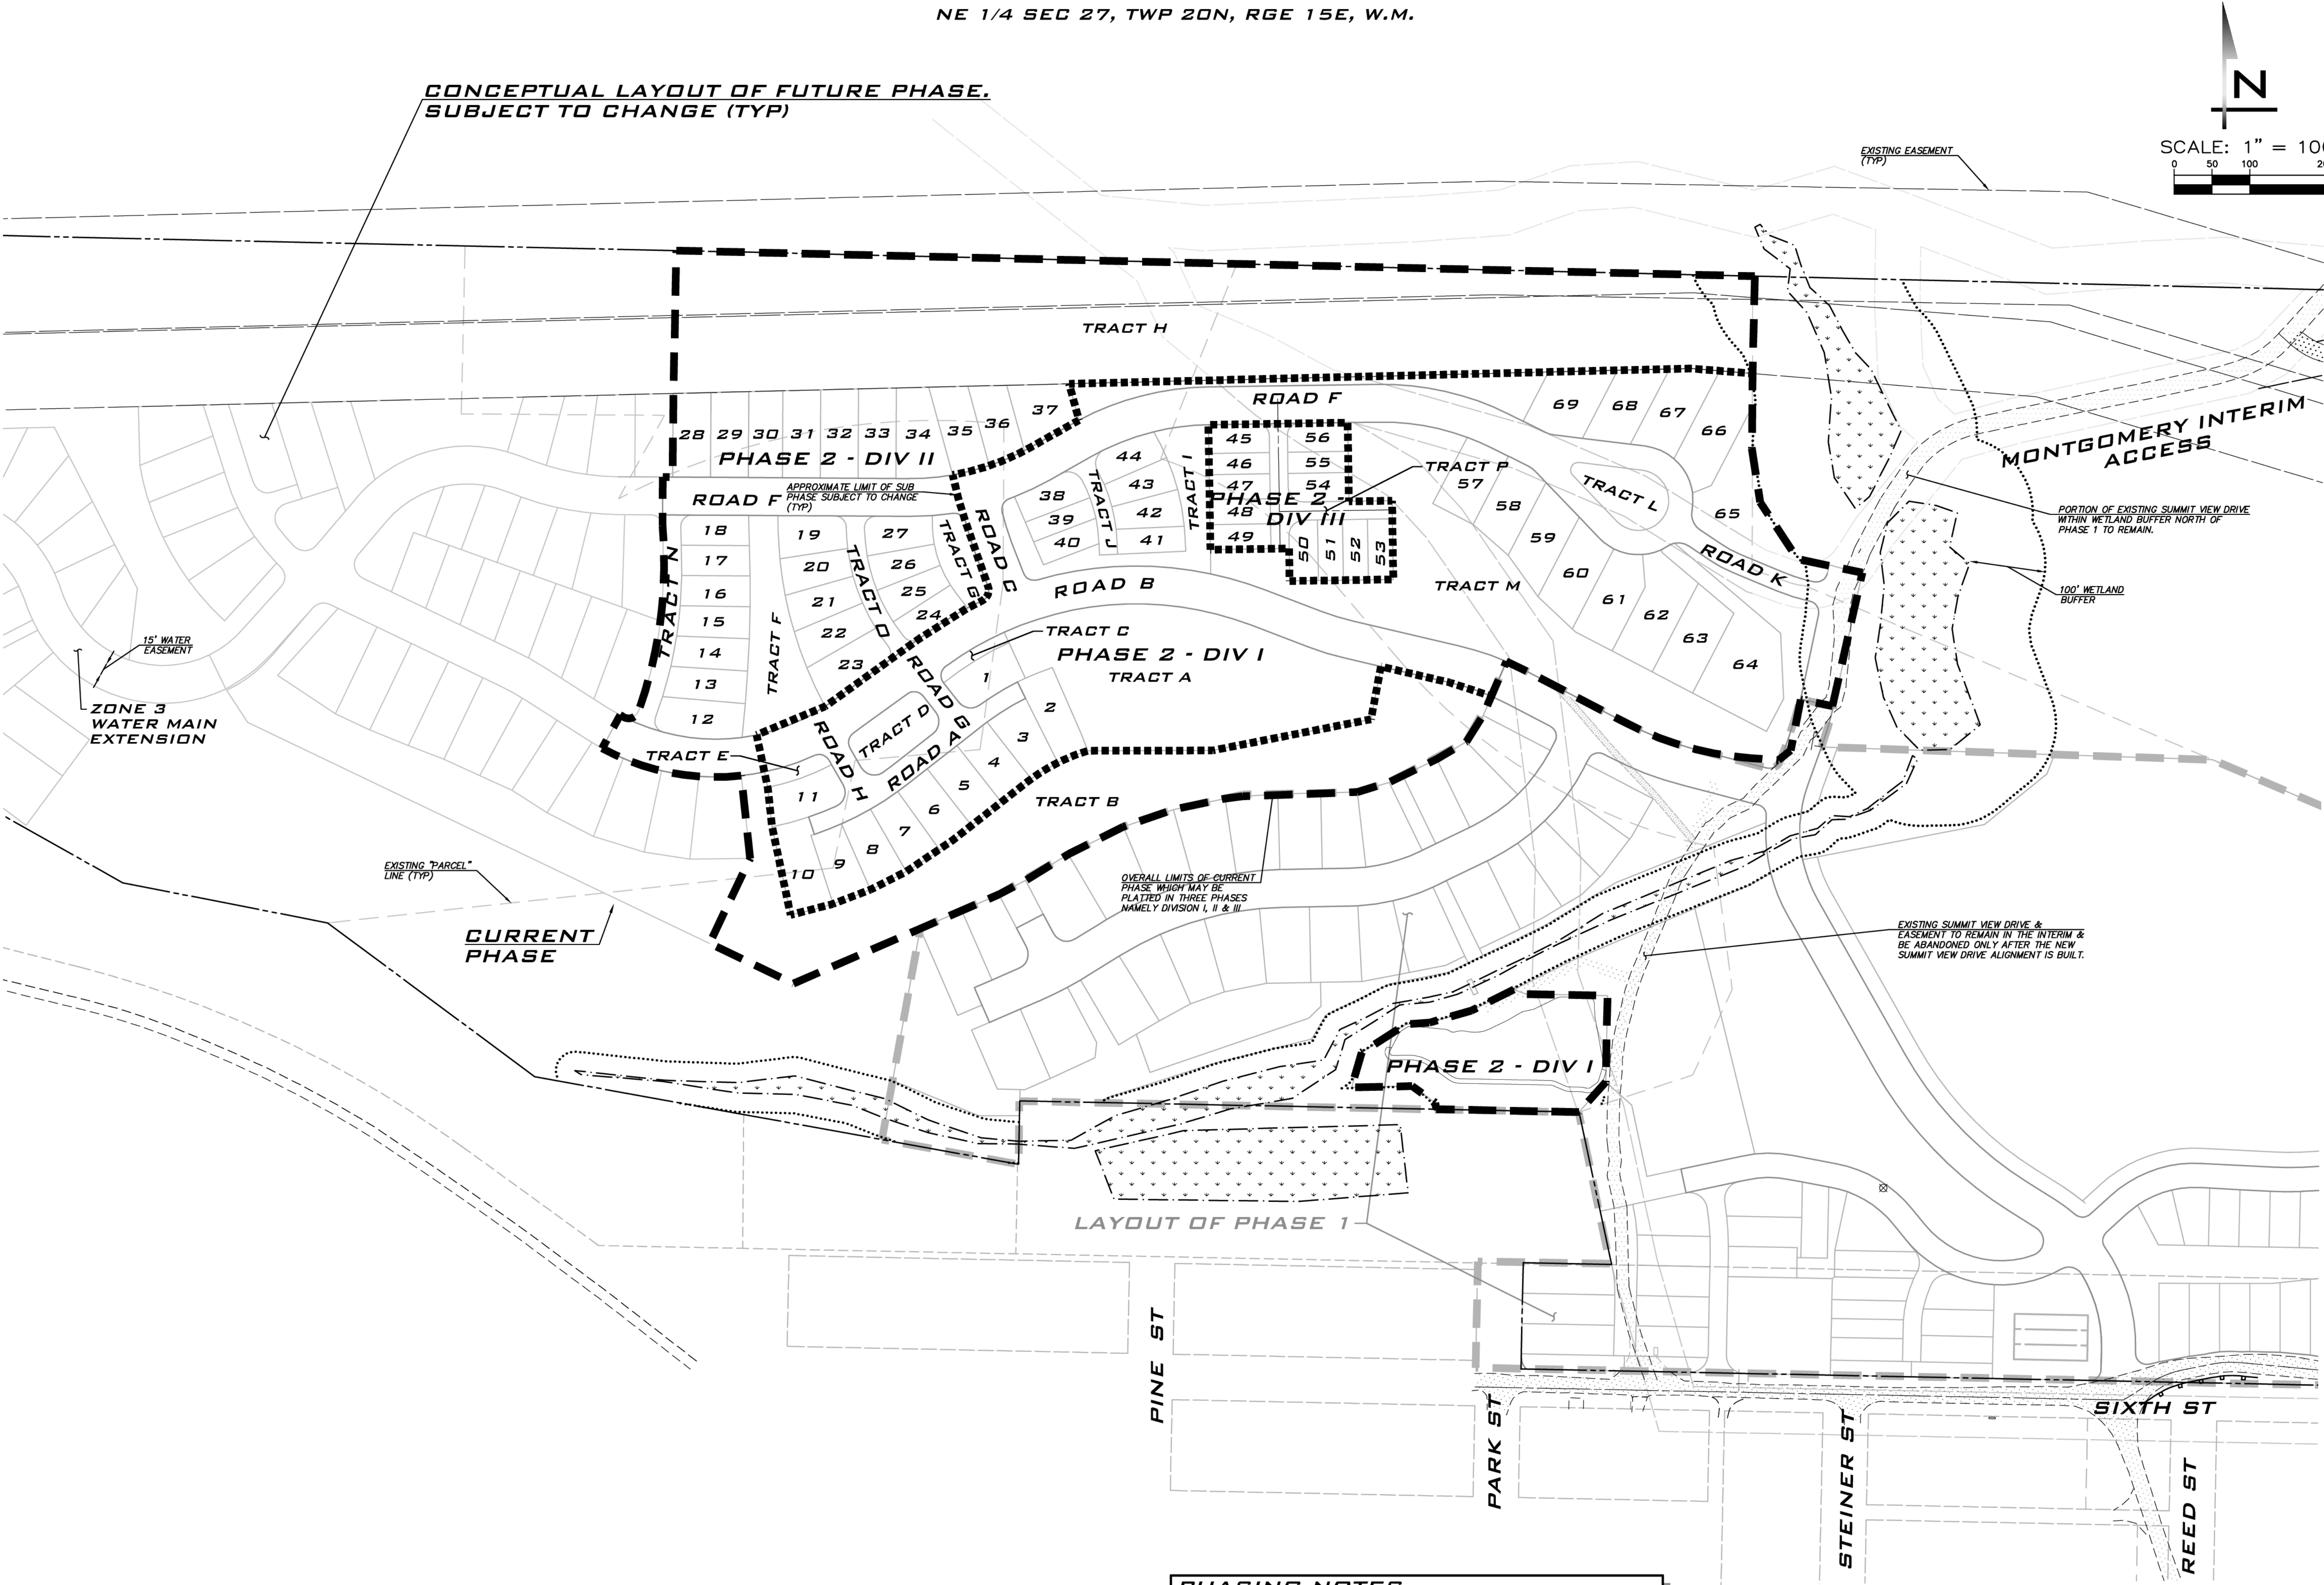 NE 1/4 SEC 27, TWP 20N, RGE 15E, W.M.
N
SCALE: 1" = 10
0 50 100 2
CONCEPTUAL LAYOUT OF FUTURE PHASE.
SUBJECT TO CHANGE (TYP)
EXISTING EASEMENT
(TYP)
TRACT H
ROAD F
28 29 30 31 32 33 34 35 36 37
PHASE 2 - DIV II
ROAD F
APPROXIMATE LIMIT OF SUB
PHASE SUBJECT TO CHANGE
(TYP)
69 68 67 66
MONTGOMERY INTERIM
ACCESS
PORTION OF EXISTING SUMMIT VIEW DRIVE
WITHIN WETLAND BUFFER NORTH OF
PHASE 1 TO REMAIN.
100' WETLAND
BUFFER
45 56
46 55
47 54
48
49
50 51 52 53
PHASE 2 -
DIV III
TRACT P
57 58 59 60 61 62 63 64 65
TRACT L
ROAD K
TRACT M
44
43
42
41
38
39
40
TRACT J
TRACT I
ROAD C
ROAD B
TRACT G
27
26
25
24
TRACT D
19
20
21
22
23
TRACT F
18
17
16
15
14
13
12
TRACT N
15' WATER
EASEMENT
ZONE 3
WATER MAIN
EXTENSION
TRACT C
PHASE 2 - DIV I
TRACT A
ROAD G
TRACT D
ROAD H
ROAD A
TRACT E
1
2
3
4
5
6
7
8
9
10
11
TRACT B
EXISTING "PARCEL"
LINE (TYP)
CURRENT
PHASE
OVERALL LIMITS OF CURRENT
PHASE WHICH MAY BE
PLATTED IN THREE PHASES
NAMELY DIVISION I, II & III
EXISTING SUMMIT VIEW DRIVE &
EASEMENT TO REMAIN IN THE INTERIM &
BE ABANDONED ONLY AFTER THE NEW
SUMMIT VIEW DRIVE ALIGNMENT IS BUILT.
PHASE 2 - DIV I
LAYOUT OF PHASE 1
PINE ST
PARK ST
STEINER ST
SIXTH ST
REED ST
PHASING NOTES